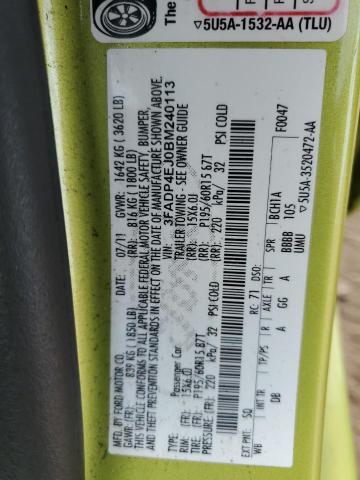 The
5U5A-1532-AA (TLU)
MFD. BY FORD MOTOR CO.
07/11 GVWR: 1642 KG ( 3620 LB)
GAWR: (FR): 839 KG ( 1850 LB) (RR): 816 KG ( 1800 LB)
THIS VEHICLE CONFORMS TO ALL APPLICABLE FEDERAL MOTOR VEHICLE SAFETY, BUMPER,
AND THEFT PREVENTION STANDARDS IN EFFECT ON THE DATE OF MANUFACTURE SHOWN ABOVE.
VIN: 3FADP4EJ0BM240113
Passenger Car TRAILER TOWING - SEE OWNER GUIDE
RIM: (FR): 15X6.0J (RR): 15X6.0J
TIRES: (FR): P195/60R15 87T (RR): P195/60R15 87T
PRESSURE: (FR): 220 kPa/ 32 PSI COLD (RR): 220 kPa/ 32 PSI COLD
EXT PNT: SQ RC: 71 DSO: F0047
WB INT TR TP/PS R AXLE TR SPR BCH1A
DB A GG A BBBB 105
UMU
5U5A-3520472-AA